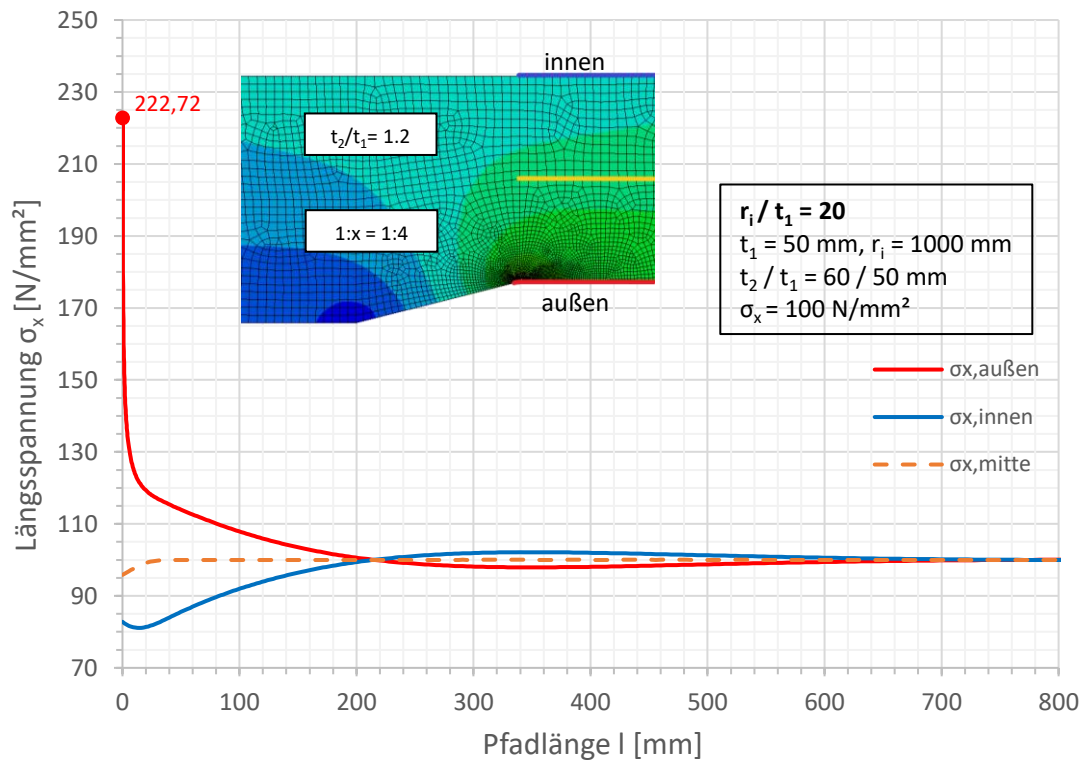 Längsspannung σₓ [N/mm²]
250
230
210
190
170
150
130
110
90
70
222,72
innen
t₂/t₁= 1.2
1:x = 1:4
außen
rᵢ / t₁ = 20
t₁ = 50 mm, rᵢ = 1000 mm
t₂ / t₁ = 60 / 50 mm
σₓ = 100 N/mm²
σx,außen
σx,innen
σx,mitte
0 100 200 300 400 500 600 700 800
Pfadlänge l [mm]